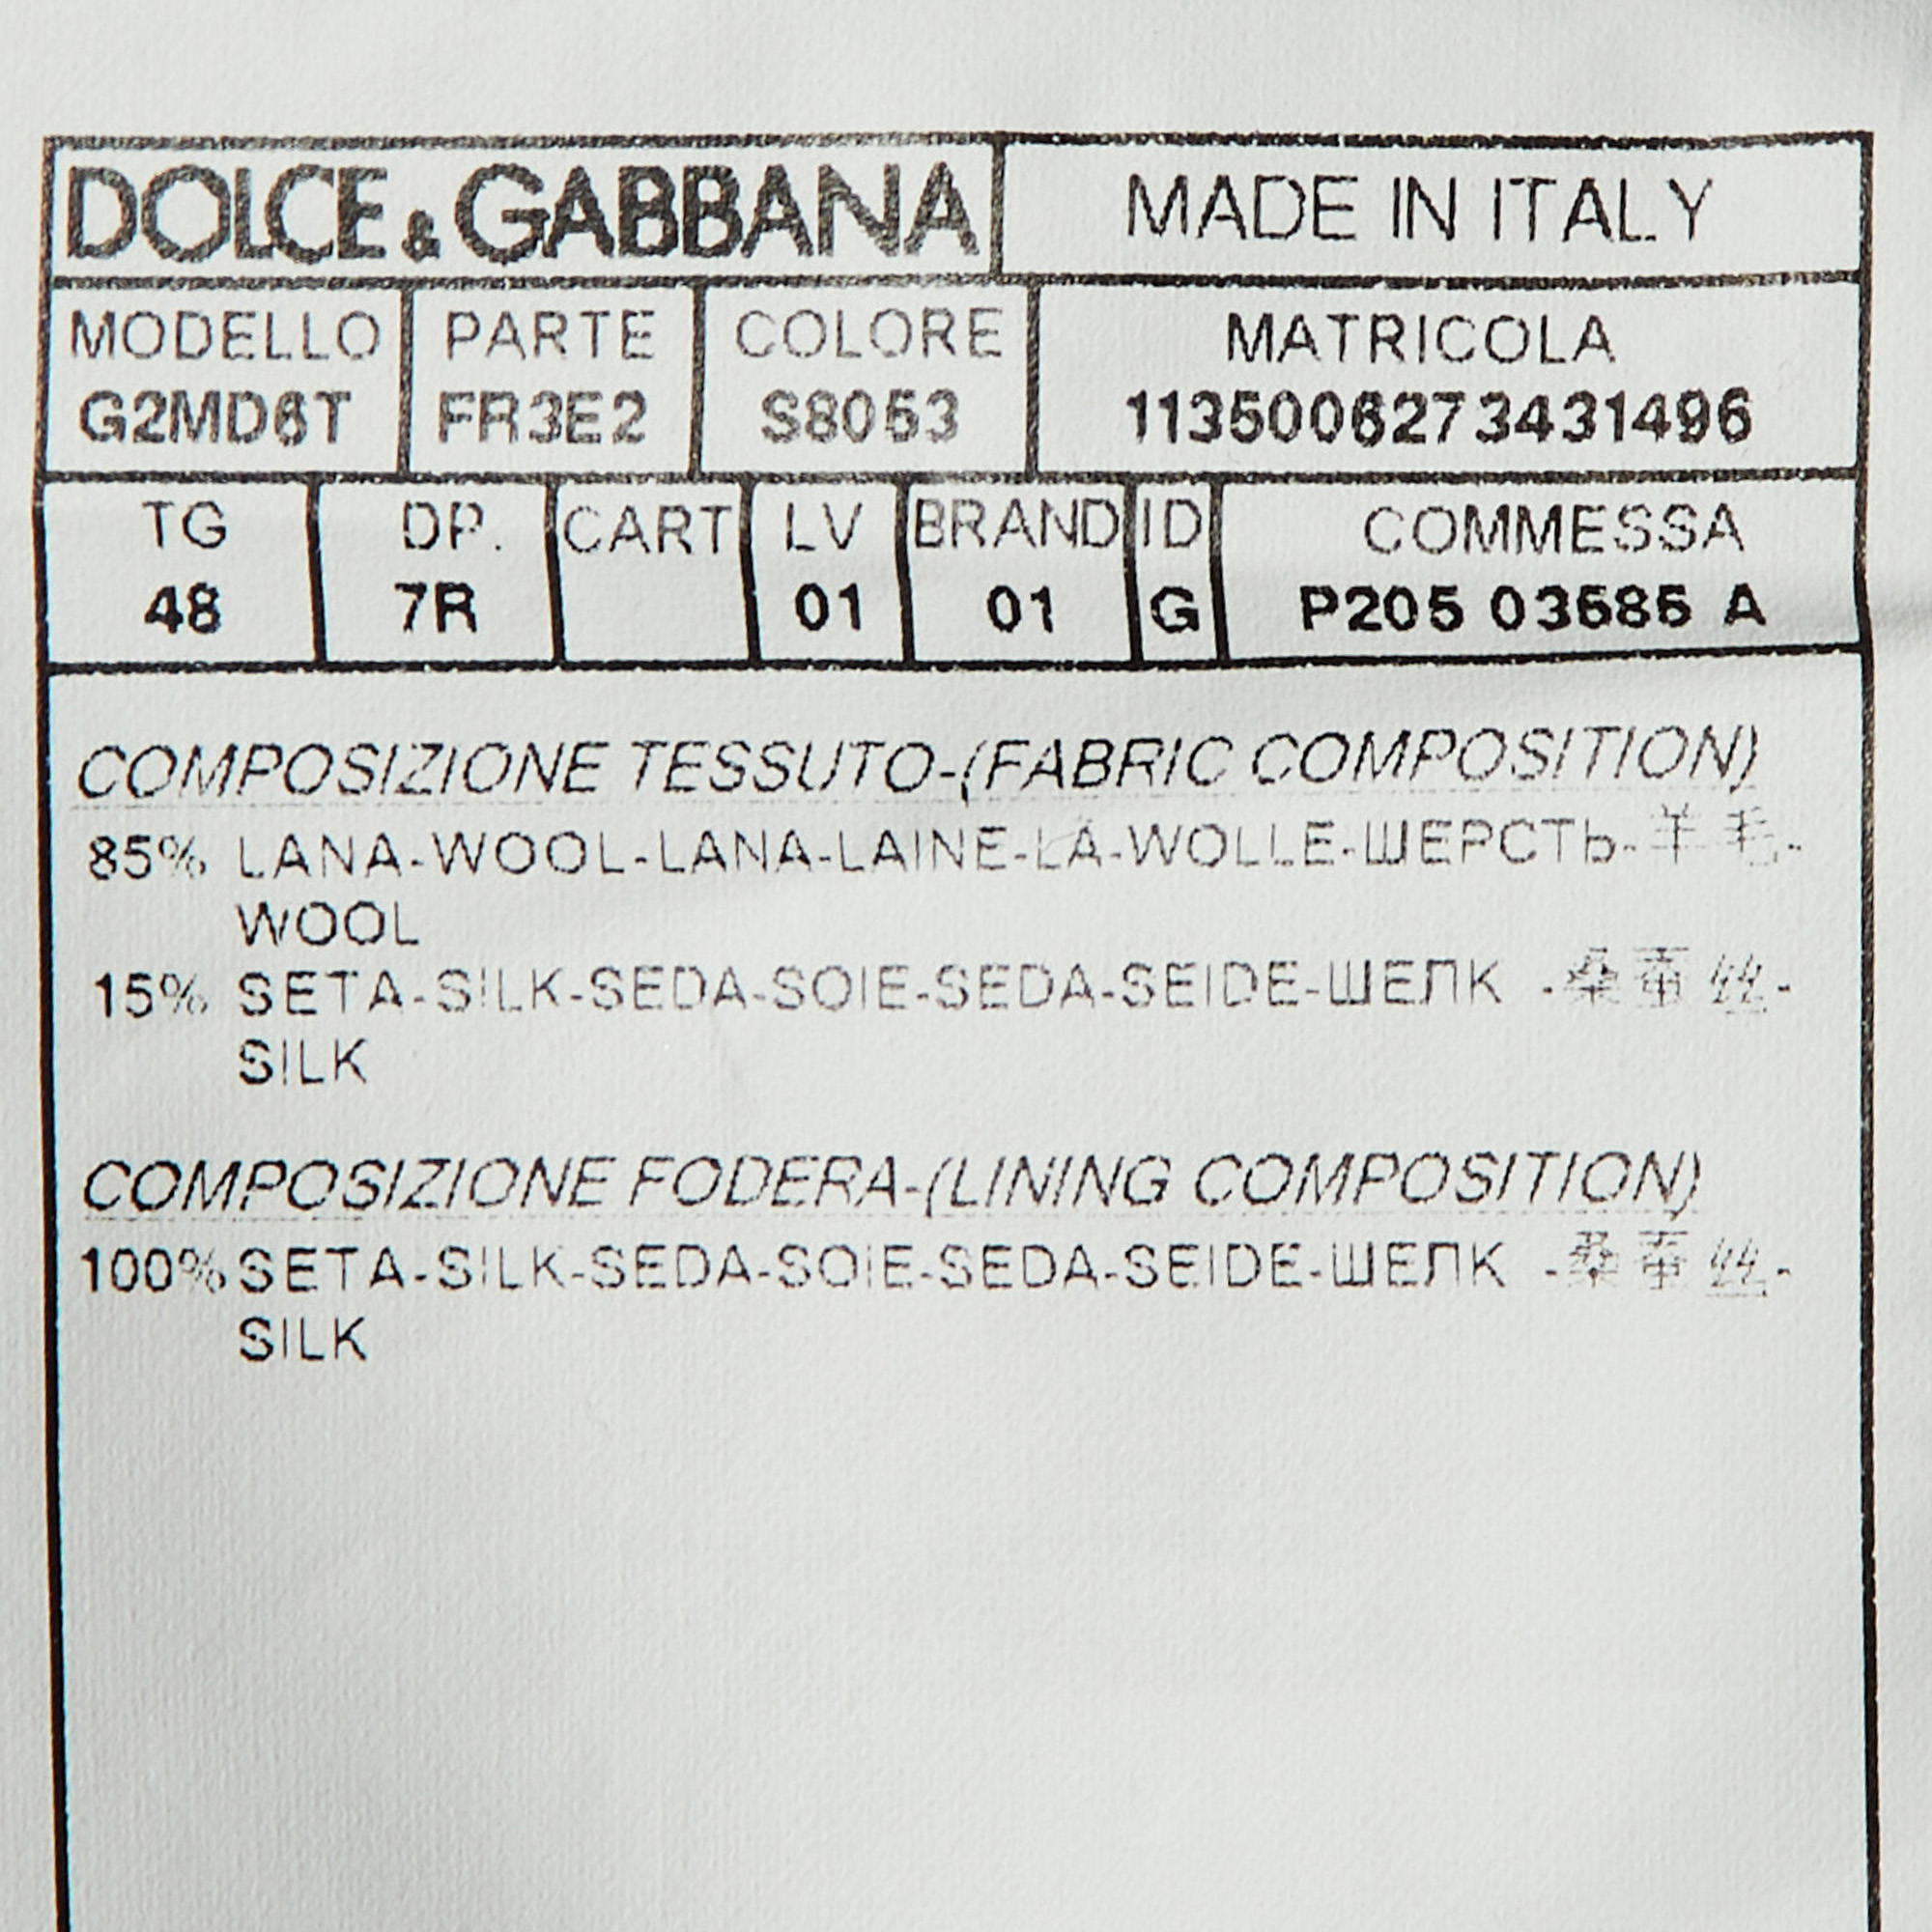 DOLCE & GABBANA MADE IN ITALY
MODELLO PARTE COLORE MATRICOLA
G2MD6T FR3E2 S8053 1135006273431496
TG DP. CART LV BRAND ID COMMESSA
48 7R 01 01 G P205 03585 A
COMPOSIZIONE TESSUTO-(FABRIC COMPOSITION)
85% LANA-WOOL-LANA-LAINE-LÃ-WOLLE-ШЕРСТЬ-羊毛-
WOOL
15% SETA-SILK-SEDA-SOIE-SEDA-SEIDE-ШЕЛК -桑蚕丝-
SILK
COMPOSIZIONE FODERA-(LINING COMPOSITION)
100% SETA-SILK-SEDA-SOIE-SEDA-SEIDE-ШЕЛК -桑蚕丝-
SILK